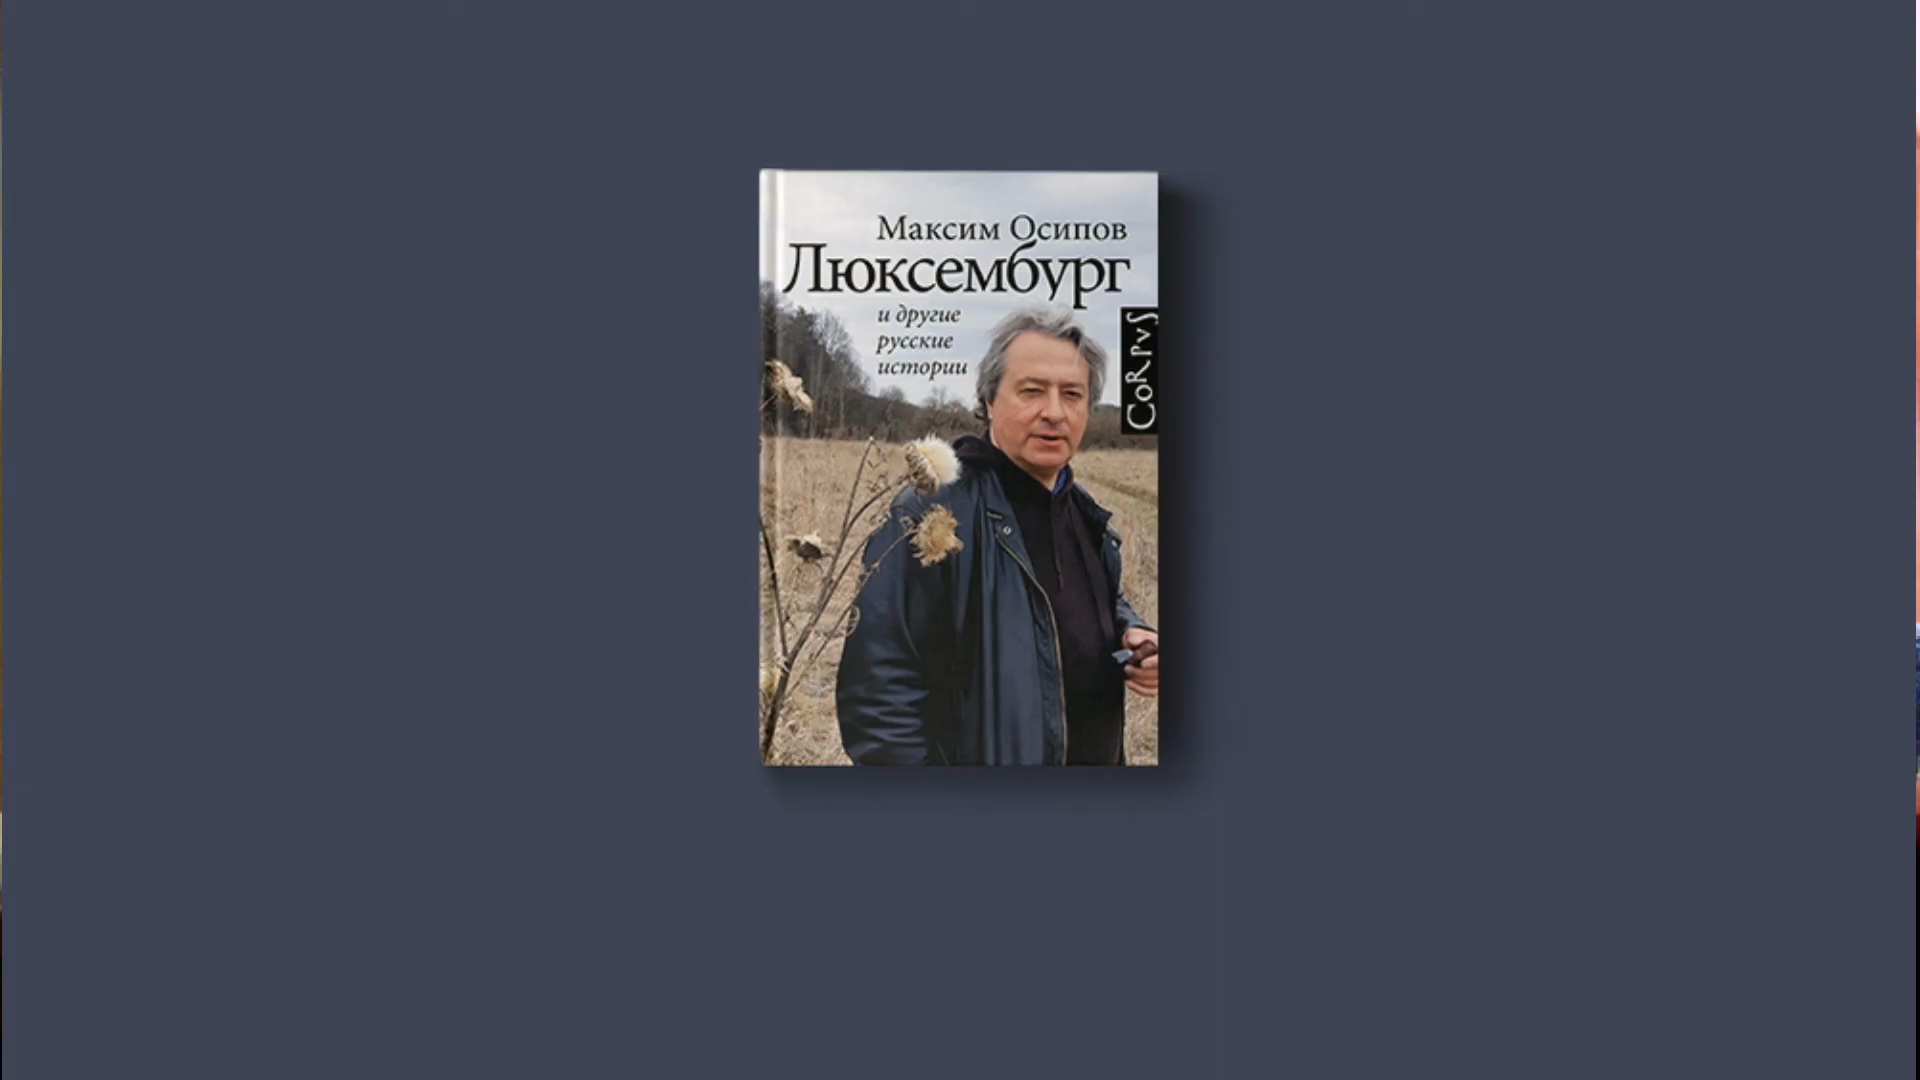 Максим Осипов
Люксембург
и другие
русские
истории
CoRPvS